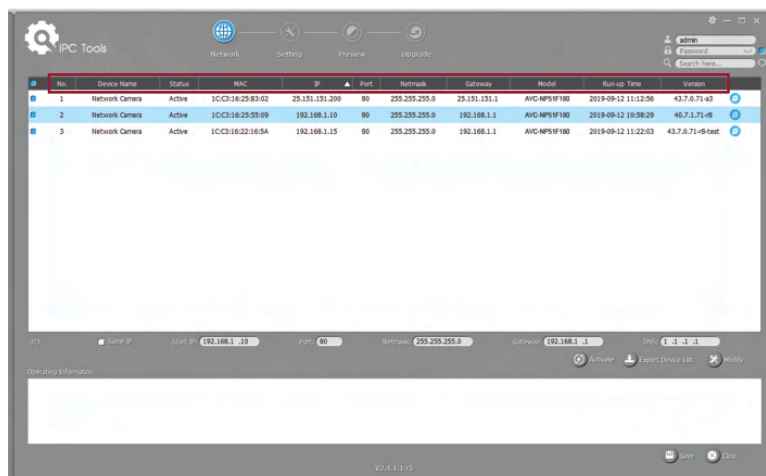 IPC Tools
Network Setting Preview Upgrade
admin
Password
Search here...
No. Device Name Status MAC IP Port Netmask Gateway Model Run-up Time Version
1 Network Camera Active 1C:C3:16:25:83:02 25.151.151.200 80 255.255.255.0 25.151.151.1 AVC-NP51F180 2019-09-12 11:12:56 43.7.0.71-a3
2 Network Camera Active 1C:C3:16:25:55:09 192.168.1.10 80 255.255.255.0 192.168.1.1 AVC-NP51F180 2019-09-12 10:58:29 40.7.1.71-r8
3 Network Camera Active 1C:C3:16:22:16:5A 192.168.1.15 80 255.255.255.0 192.168.1.1 AVC-NP51F180 2019-09-12 11:22:03 43.7.0.71-r8-test
3/3 Same IP Start IP: 192.168.1 .10 Port: 80 Netmask: 255.255.255.0 Gateway: 192.168.1 .1 DNS: 1 .1 .1 .1
Activate Export Device List Modify
Operating Information
Save Clear
V2.4.1.1 r5